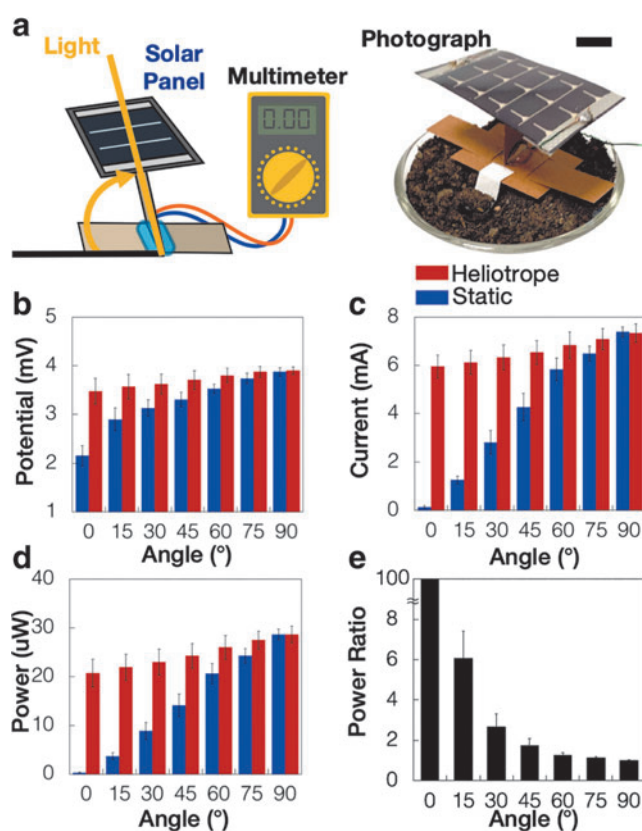 a
Light
Solar
Panel
Multimeter
0.00
Photograph
Heliotrope
Static
b
Potential (mV)
5
4
3
2
1
0 15 30 45 60 75 90
Angle (°)
c
Current (mA)
8
6
4
2
0
0 15 30 45 60 75 90
Angle (°)
d
Power (uW)
40
30
20
10
0
0 15 30 45 60 75 90
Angle (°)
e
Power Ratio
100
8
6
4
2
0
0 15 30 45 60 75 90
Angle (°)